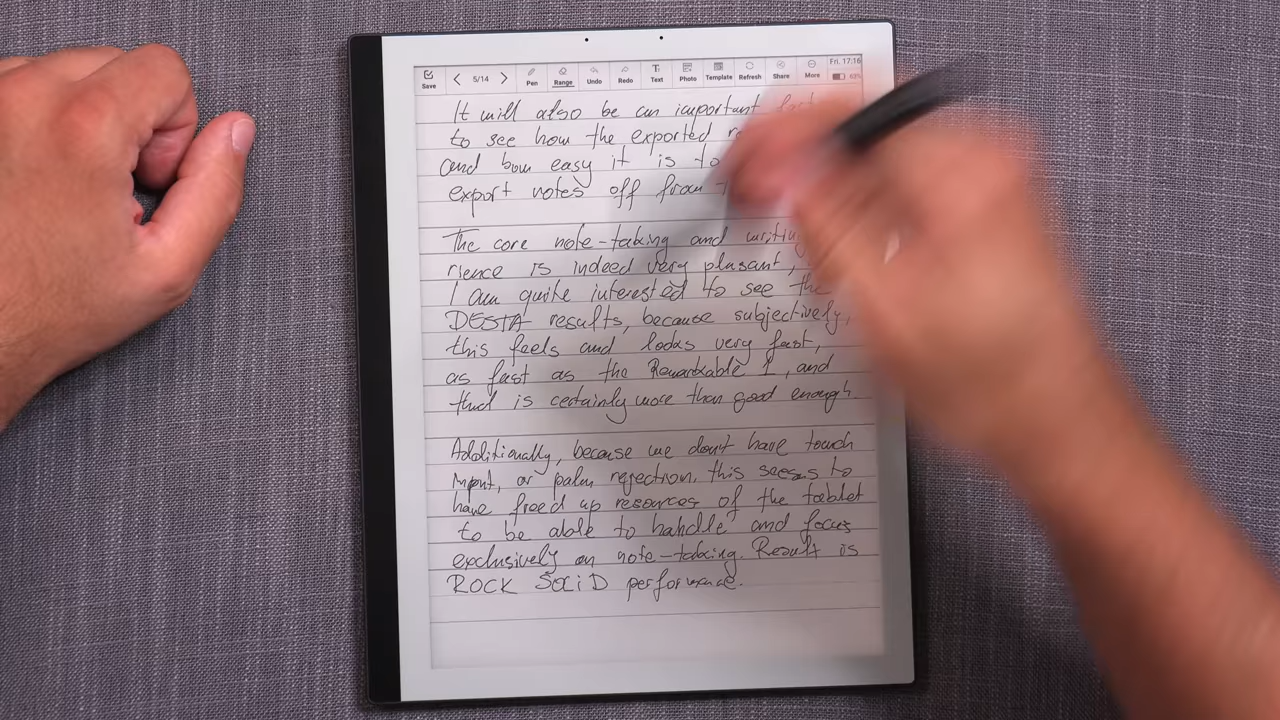 Save 5/14 Pen Range Undo Redo Text Photo Template Refresh Share More Fri. 17:16
63%
It will also be an important
to see how the exported
and how easy it is to
export notes off from
The core note-taking and writing
rience is indeed very plasant,
I am quite interested to see the
DESTA results, because subjectively,
this feels and looks very fast,
as fast as the Remarkable 1, and
that is certainly more than good enough.
Additionally, because we don't have touch
input, or palm rejection, this seems to
have freed up resources of the tablet
to be able to handle and focus
exclusively on note-taking. Result is
ROCK SOLiD performance.